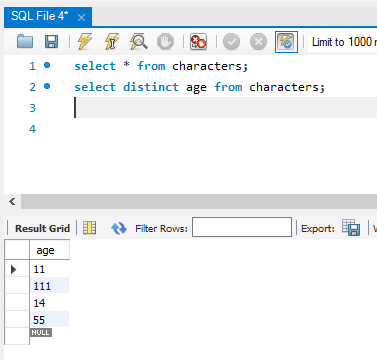 SQL File 4*
Limit to 1000 r
1 select * from characters;
2 select distinct age from characters;
3
4
Result Grid Filter Rows: Export: W
age
11
111
14
55
NULL